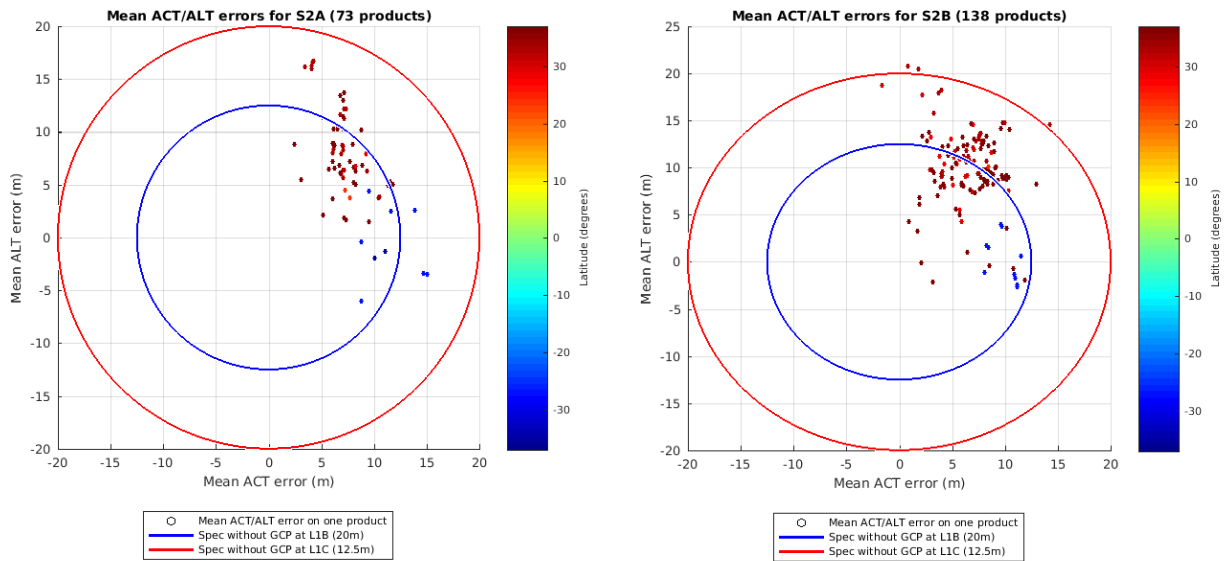 Mean ACT/ALT errors for S2A (73 products)
20
15
10
5
0
-5
-10
-15
-20
Mean ALT error (m)
-20 -15 -10 -5 0 5 10 15 20
Mean ACT error (m)
30
20
10
0
-10
-20
-30
Latitude (degrees)
Mean ACT/ALT error on one product
Spec without GCP at L1B (20m)
Spec without GCP at L1C (12.5m)
Mean ACT/ALT errors for S2B (138 products)
25
20
15
10
5
0
-5
-10
-15
-20
Mean ALT error (m)
-20 -15 -10 -5 0 5 10 15 20
Mean ACT error (m)
30
20
10
0
-10
-20
-30
Latitude (degrees)
Mean ACT/ALT error on one product
Spec without GCP at L1B (20m)
Spec without GCP at L1C (12.5m)